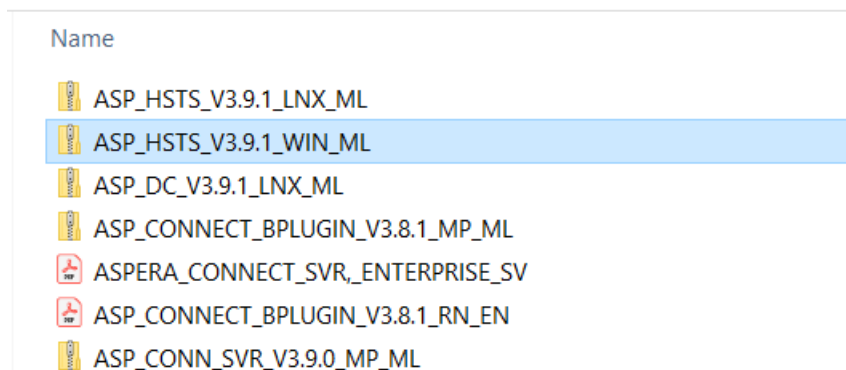 Name
ASP_HSTS_V3.9.1_LNX_ML
ASP_HSTS_V3.9.1_WIN_ML
ASP_DC_V3.9.1_LNX_ML
ASP_CONNECT_BPLUGIN_V3.8.1_MP_ML
ASPERA_CONNECT_SVR,_ENTERPRISE_SV
ASP_CONNECT_BPLUGIN_V3.8.1_RN_EN
ASP_CONN_SVR_V3.9.0_MP_ML